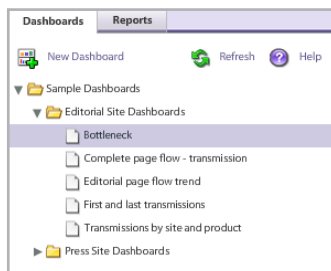 Dashboards Reports
New Dashboard Refresh Help
Sample Dashboards
Editorial Site Dashboards
Bottleneck
Complete page flow - transmission
Editorial page flow trend
First and last transmissions
Transmissions by site and product
Press Site Dashboards